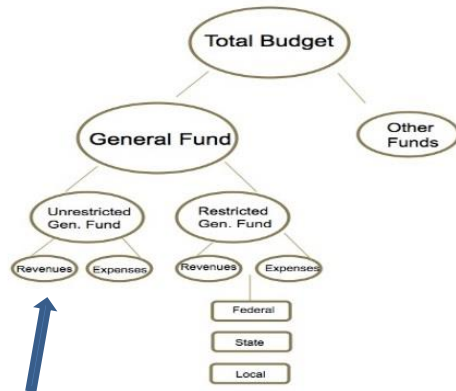 Total Budget
General Fund
Other
Funds
Unrestricted
Gen. Fund
Restricted
Gen. Fund
Revenues
Expenses
Revenues
Expenses
Federal
State
Local